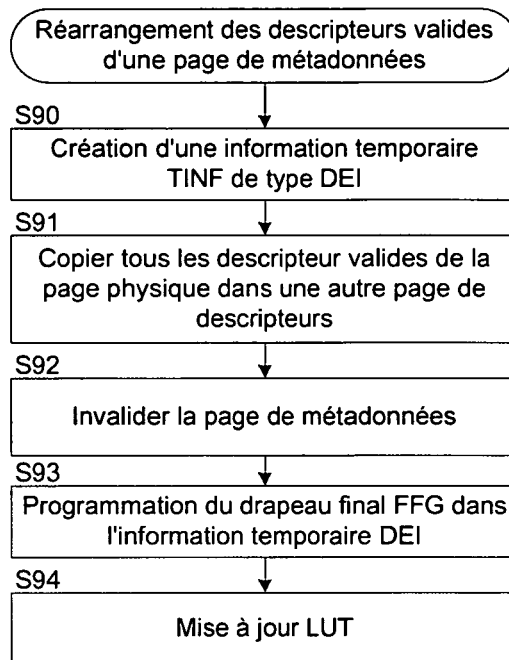 Réarrangement des descripteurs valides
d'une page de métadonnées
S90
Création d'une information temporaire
TINF de type DEI
S91
Copier tous les descripteur valides de la
page physique dans une autre page de
descripteurs
S92
Invalider la page de métadonnées
S93
Programmation du drapeau final FFG dans
l'information temporaire DEI
S94
Mise à jour LUT